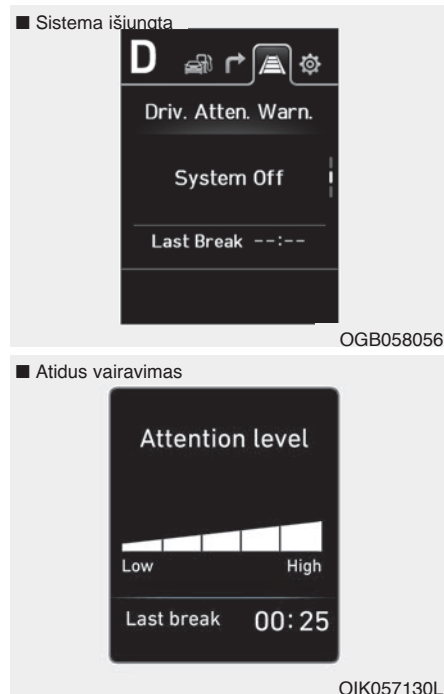 ■ Sistema išjungta
D
Driv. Atten. Warn.
System Off
Last Break --:--
OGB058056
■ Atidus vairavimas
Attention level
Low High
Last break 00:25
OIK057130L